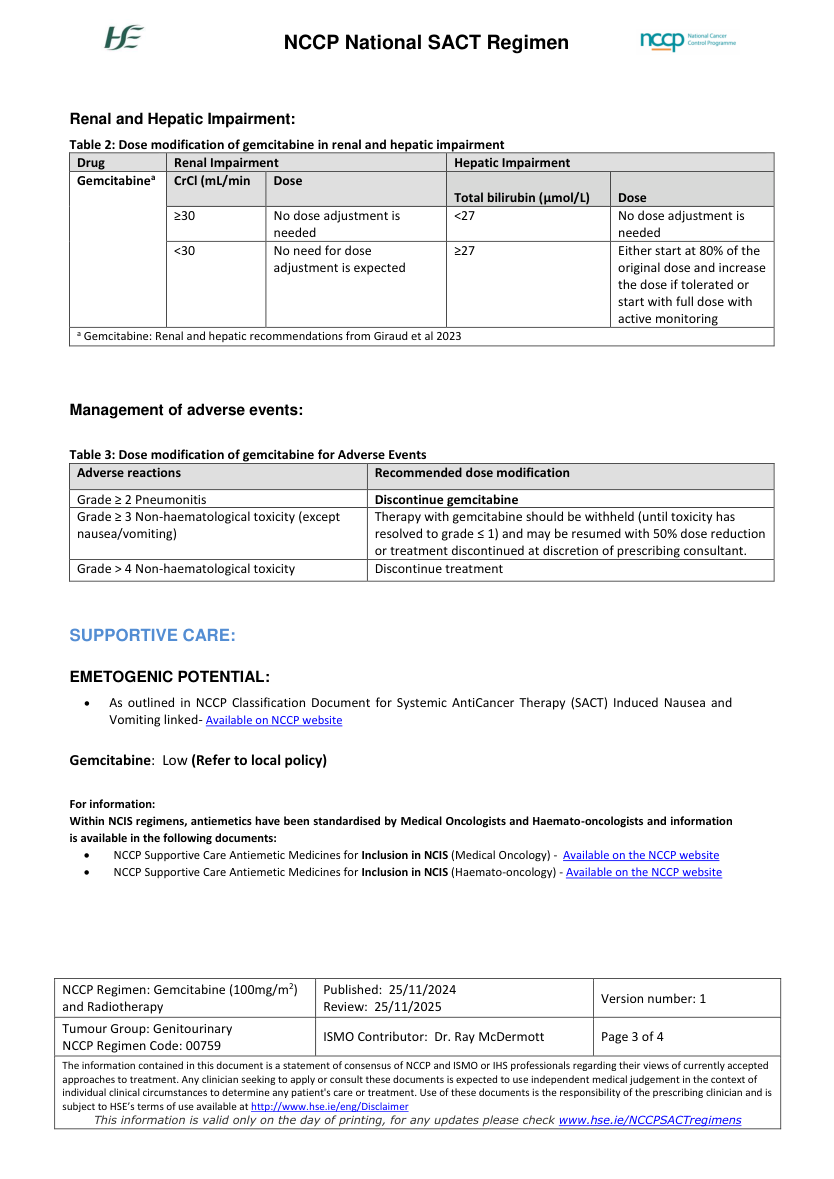 NCCP National SACT Regimen
nccp National Cancer
Control Programme
Renal and Hepatic Impairment:
Table 2: Dose modification of gemcitabine in renal and hepatic impairment
Drug Renal Impairment Hepatic Impairment
Gemcitabineᵃ CrCl (mL/min Dose Total bilirubin (µmol/L) Dose
≥30 No dose adjustment is <27 No dose adjustment is
needed needed
<30 No need for dose ≥27 Either start at 80% of the
adjustment is expected original dose and increase
the dose if tolerated or
start with full dose with
active monitoring
ᵃ Gemcitabine: Renal and hepatic recommendations from Giraud et al 2023
Management of adverse events:
Table 3: Dose modification of gemcitabine for Adverse Events
Adverse reactions Recommended dose modification
Grade ≥ 2 Pneumonitis Discontinue gemcitabine
Grade ≥ 3 Non-haematological toxicity (except Therapy with gemcitabine should be withheld (until toxicity has
nausea/vomiting) resolved to grade ≤ 1) and may be resumed with 50% dose reduction
or treatment discontinued at discretion of prescribing consultant.
Grade > 4 Non-haematological toxicity Discontinue treatment
SUPPORTIVE CARE:
EMETOGENIC POTENTIAL:
• As outlined in NCCP Classification Document for Systemic AntiCancer Therapy (SACT) Induced Nausea and
Vomiting linked- Available on NCCP website
Gemcitabine: Low (Refer to local policy)
For information:
Within NCIS regimens, antiemetics have been standardised by Medical Oncologists and Haemato-oncologists and information
is available in the following documents:
• NCCP Supportive Care Antiemetic Medicines for Inclusion in NCIS (Medical Oncology) - Available on the NCCP website
• NCCP Supportive Care Antiemetic Medicines for Inclusion in NCIS (Haemato-oncology) - Available on the NCCP website
NCCP Regimen: Gemcitabine (100mg/m²) Published: 25/11/2024 Version number: 1
and Radiotherapy Review: 25/11/2025
Tumour Group: Genitourinary ISMO Contributor: Dr. Ray McDermott Page 3 of 4
NCCP Regimen Code: 00759
The information contained in this document is a statement of consensus of NCCP and ISMO or IHS professionals regarding their views of currently accepted
approaches to treatment. Any clinician seeking to apply or consult these documents is expected to use independent medical judgement in the context of
individual clinical circumstances to determine any patient's care or treatment. Use of these documents is the responsibility of the prescribing clinician and is
subject to HSE's terms of use available at http://www.hse.ie/eng/Disclaimer
This information is valid only on the day of printing, for any updates please check www.hse.ie/NCCPSACTregimens